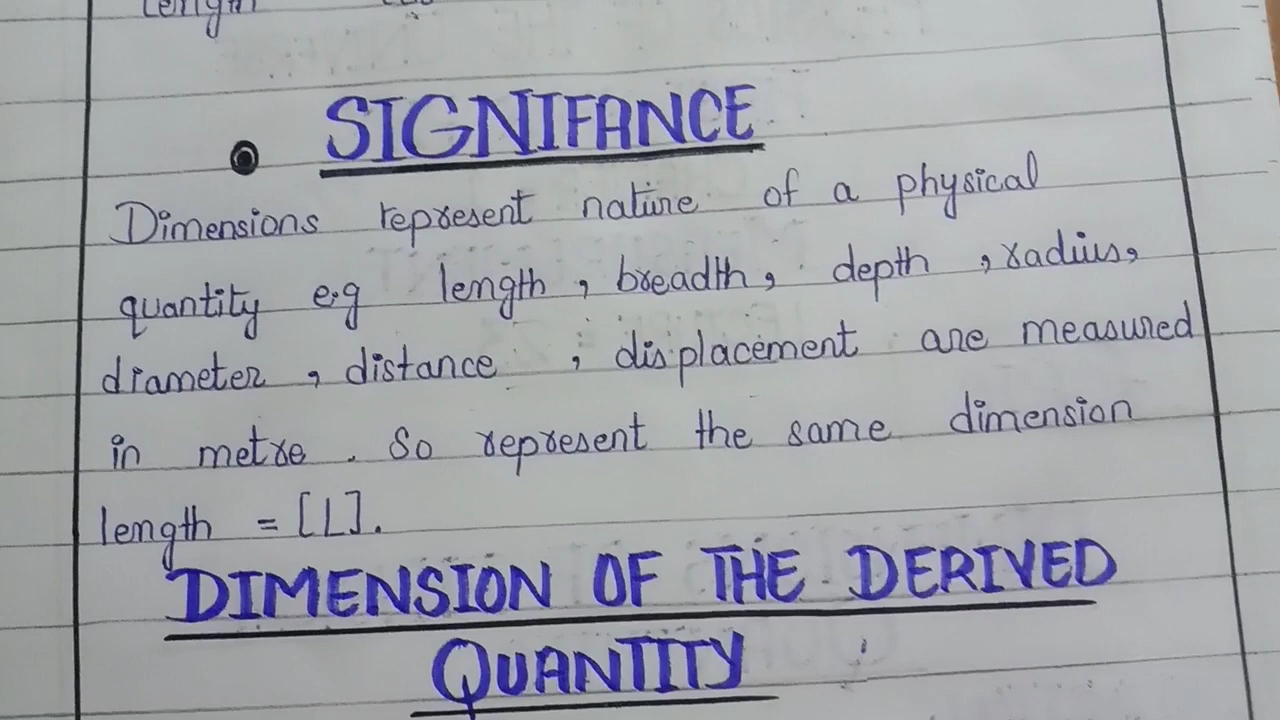 length
SIGNIFANCE
Dimensions represent nature of a physical
quantity e.g length, breadth, depth, radius,
diameter, distance, displacement are measured
in metre. So represent the same dimension
length = [L].
DIMENSION OF THE DERIVED
QUANTITY